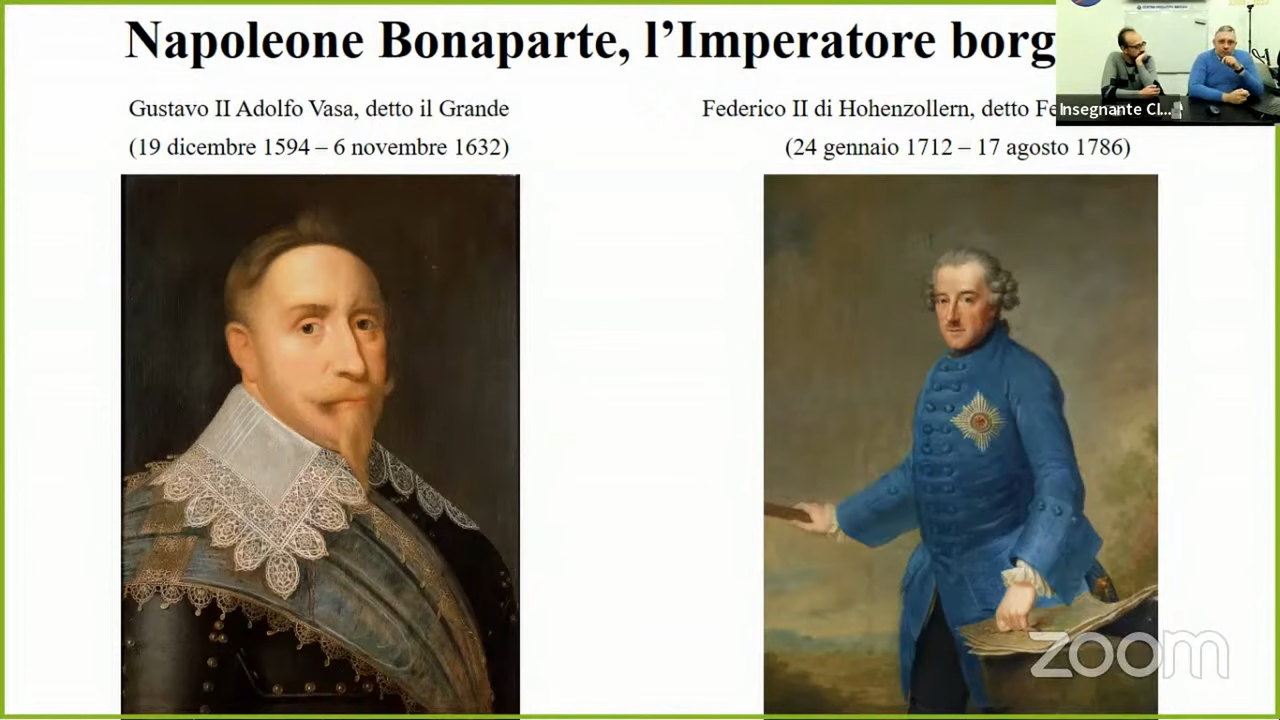 Napoleone Bonaparte, l’Imperatore borg
Gustavo II Adolfo Vasa, detto il Grande
(19 dicembre 1594 – 6 novembre 1632)
Federico II di Hohenzollern, detto Fe
(24 gennaio 1712 – 17 agosto 1786)
Insegnante Cl...
zoom